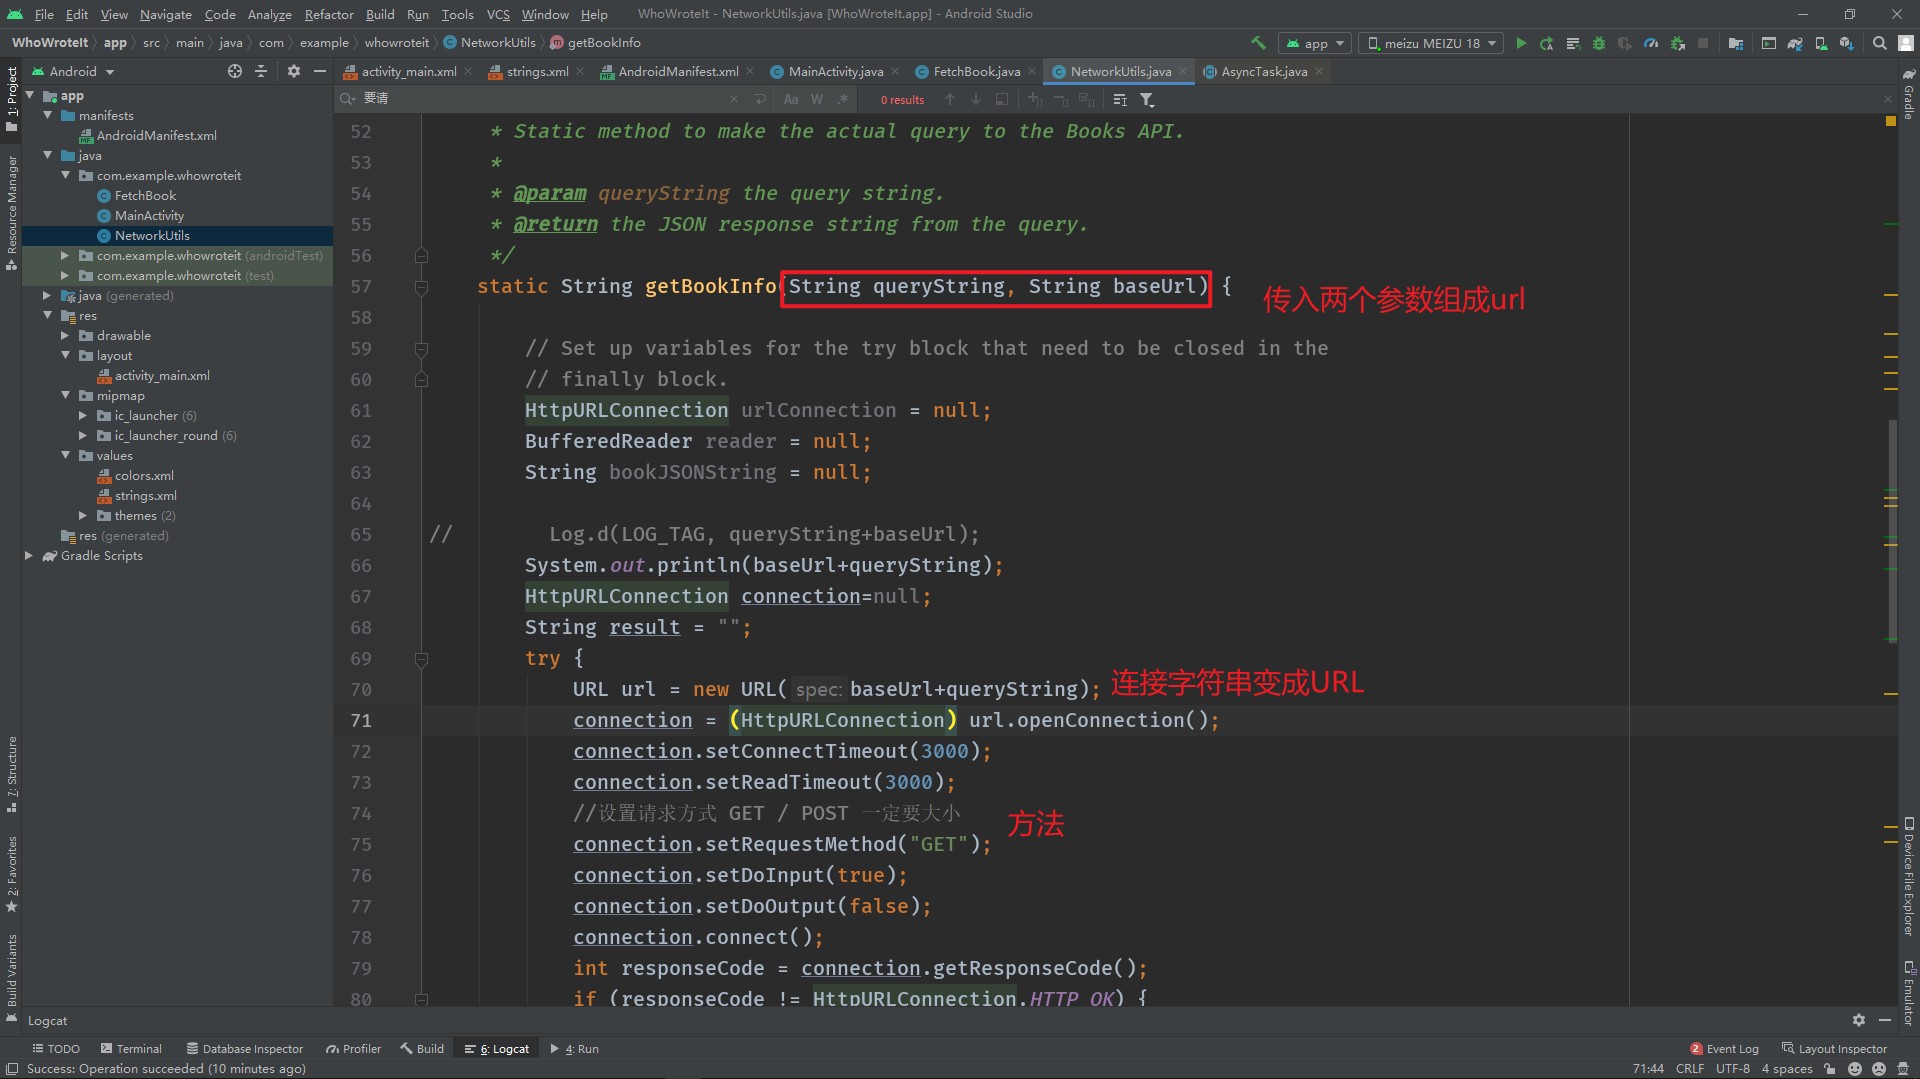 File Edit View Navigate Code Analyze Refactor Build Run Tools VCS Window Help WhoWroteIt - NetworkUtils.java [WhoWroteIt.app] - Android Studio
WhoWroteIt app src main java com example whowroteit NetworkUtils getBookInfo app meizu MEIZU 18
Android activity_main.xml strings.xml AndroidManifest.xml MainActivity.java FetchBook.java NetworkUtils.java AsyncTask.java
要请 Aa W .* 0 results
1: Project
Resource Manager
7: Structure
2: Favorites
Build Variants
app
manifests
AndroidManifest.xml
java
com.example.whowroteit
FetchBook
MainActivity
NetworkUtils
com.example.whowroteit (androidTest)
com.example.whowroteit (test)
java (generated)
res
drawable
layout
activity_main.xml
mipmap
ic_launcher (6)
ic_launcher_round (6)
values
colors.xml
strings.xml
themes (2)
res (generated)
Gradle Scripts
52 * Static method to make the actual query to the Books API.
53 *
54 * @param queryString the query string.
55 * @return the JSON response string from the query.
56 */
57 static String getBookInfo(String queryString, String baseUrl) { 传入两个参数组成url
58
59 // Set up variables for the try block that need to be closed in the
60 // finally block.
61 HttpURLConnection urlConnection = null;
62 BufferedReader reader = null;
63 String bookJSONString = null;
64
65 // Log.d(LOG_TAG, queryString+baseUrl);
66 System.out.println(baseUrl+queryString);
67 HttpURLConnection connection=null;
68 String result = "";
69 try {
70 URL url = new URL( spec: baseUrl+queryString); 连接字符串变成URL
71 connection = (HttpURLConnection) url.openConnection();
72 connection.setConnectTimeout(3000);
73 connection.setReadTimeout(3000);
74 //设置请求方式 GET / POST 一定要大小 方法
75 connection.setRequestMethod("GET");
76 connection.setDoInput(true);
77 connection.setDoOutput(false);
78 connection.connect();
79 int responseCode = connection.getResponseCode();
80 if (responseCode != HttpURLConnection.HTTP_OK) {
Gradle
Device File Explorer
Emulator
Logcat
TODO Terminal Database Inspector Profiler Build 6: Logcat 4: Run 2 Event Log Layout Inspector
Success: Operation succeeded (10 minutes ago) 71:44 CRLF UTF-8 4 spaces